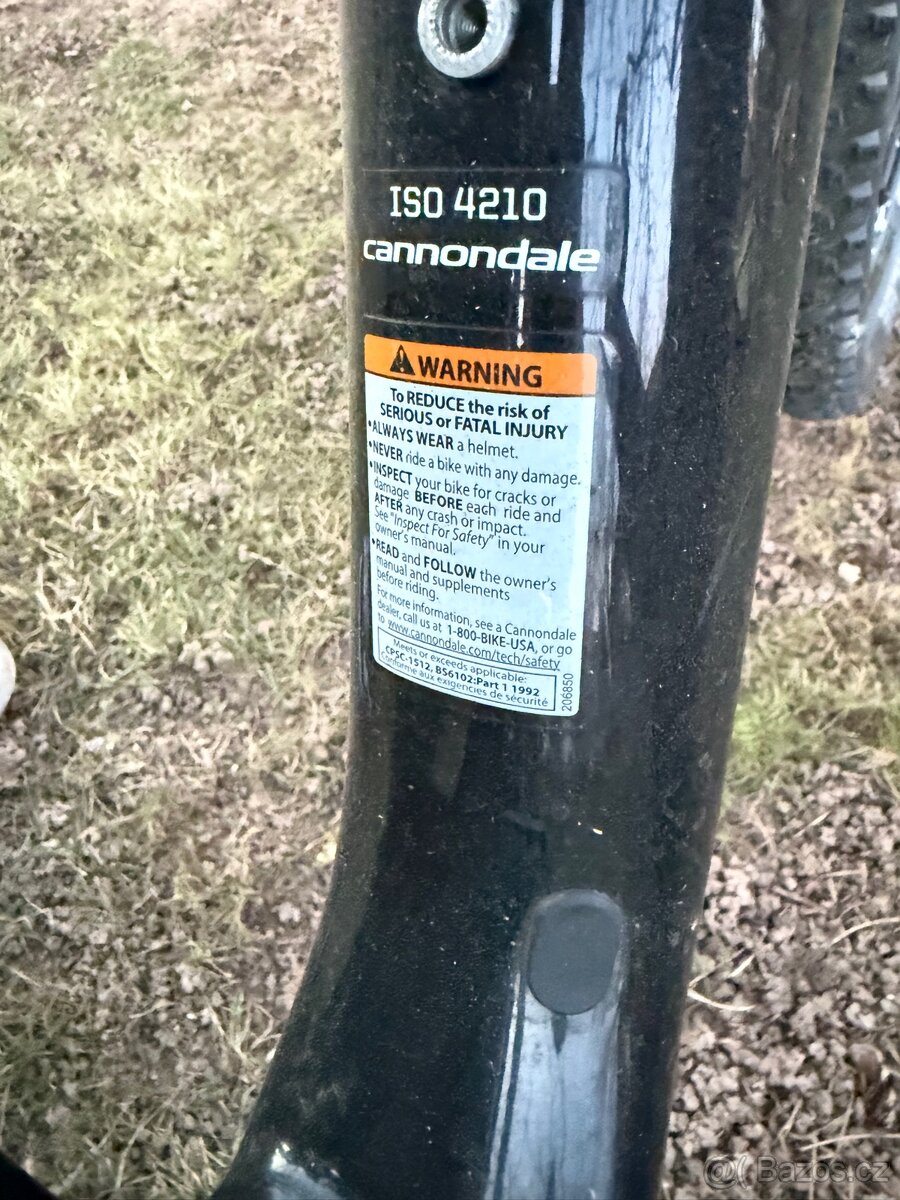 ISO 4210
cannondale
WARNING
To REDUCE the risk of
SERIOUS or FATAL INJURY
•ALWAYS WEAR a helmet.
•NEVER ride a bike with any damage.
•INSPECT your bike for cracks or
damage BEFORE each ride and
AFTER any crash or impact.
See "Inspect For Safety" in your
owner's manual.
•READ and FOLLOW the owner's
manual and supplements
before riding.
For more information, see a Cannondale
dealer, call us at 1-800-BIKE-USA, or go
to www.cannondale.com/tech/safety
Meets or exceeds applicable:
CPSC-1512, BS6102:Part 1 1992
Conforme aux exigencies de sécurité
206850
@( Bazos.cz